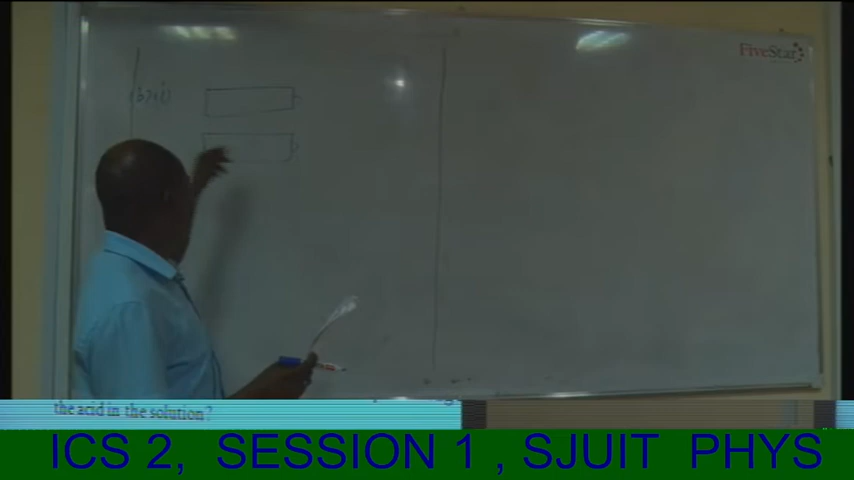 FiveStar
(b)(i)
the acid in the solution?
ICS 2, SESSION 1 , SJUIT PHYS